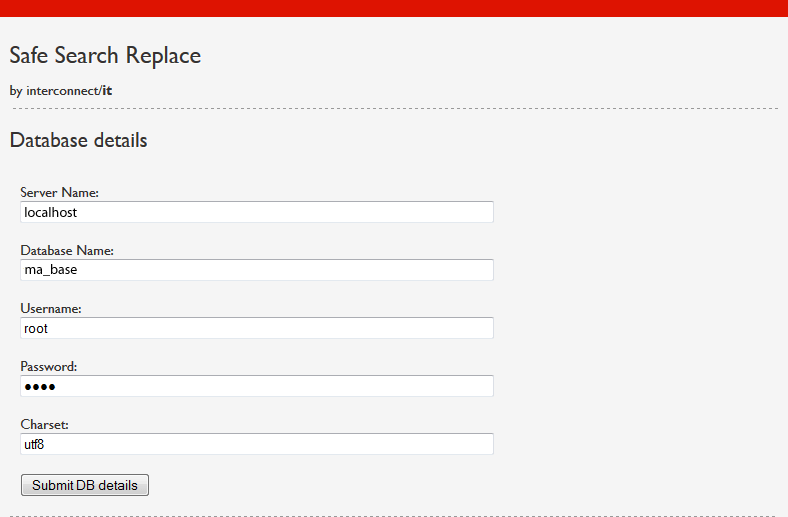 Safe Search Replace
by interconnect/it
Database details
Server Name:
localhost
Database Name:
ma_base
Username:
root
Password:
••••
Charset:
utf8
Submit DB details